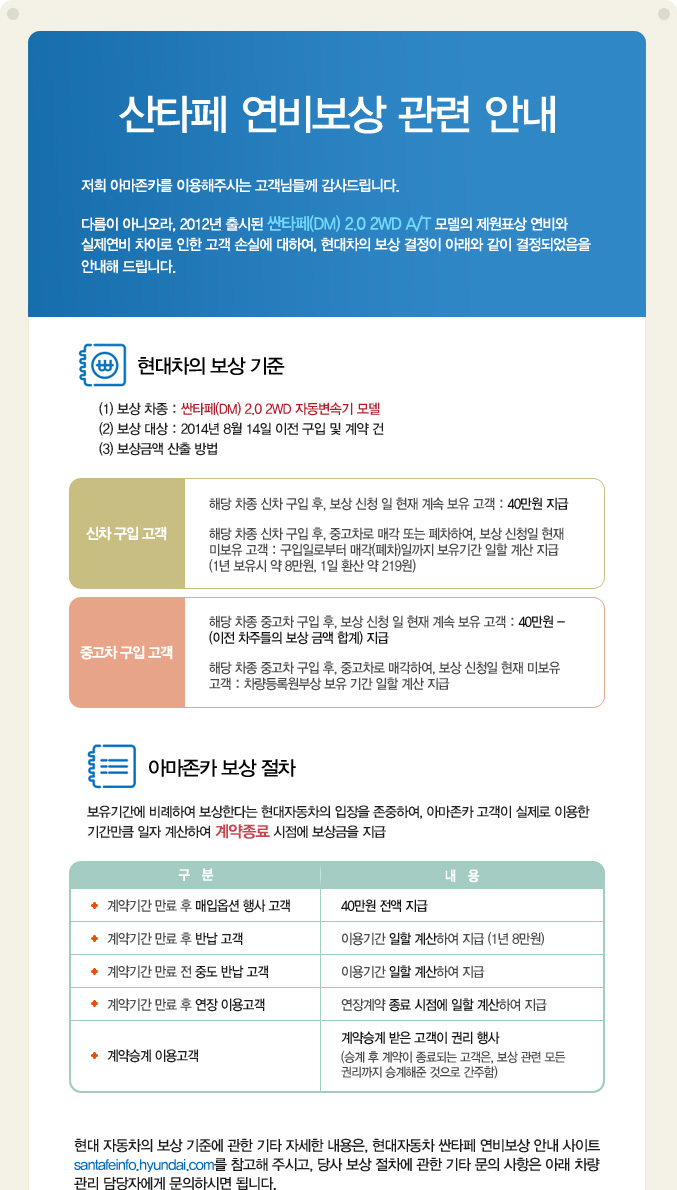 산타페 연비보상 관련 안내
저희 아마존카를 이용해주시는 고객님들께 감사드립니다.
다름이 아니오라, 2012년 출시된 싼타페(DM) 2.0 2WD A/T 모델의 제원표상 연비와
실제연비 차이로 인한 고객 손실에 대하여, 현대차의 보상 결정이 아래와 같이 결정되었음을
안내해 드립니다.
현대차의 보상 기준
(1) 보상 차종 : 싼타페(DM) 2.0 2WD 자동변속기 모델
(2) 보상 대상 : 2014년 8월 14일 이전 구입 및 계약 건
(3) 보상금액 산출 방법
신차 구입 고객
해당 차종 신차 구입 후, 보상 신청 일 현재 계속 보유 고객 : 40만원 지급
해당 차종 신차 구입 후, 중고차로 매각 또는 폐차하여, 보상 신청일 현재
미보유 고객 : 구입일로부터 매각(폐차)일까지 보유기간 일할 계산 지급
(1년 보유시 약 8만원, 1일 환산 약 219원)
중고차 구입 고객
해당 차종 중고차 구입 후, 보상 신청 일 현재 계속 보유 고객 : 40만원 –
(이전 차주들의 보상 금액 합계) 지급
해당 차종 중고차 구입 후, 중고차로 매각하여, 보상 신청일 현재 미보유
고객 : 차량등록원부상 보유 기간 일할 계산 지급
아마존카 보상 절차
보유기간에 비례하여 보상한다는 현대자동차의 입장을 존중하여, 아마존카 고객이 실제로 이용한
기간만큼 일자 계산하여 계약종료 시점에 보상금을 지급
구 분 내 용
계약기간 만료 후 매입옵션 행사 고객 40만원 전액 지급
계약기간 만료 후 반납 고객 이용기간 일할 계산하여 지급 (1년 8만원)
계약기간 만료 전 중도 반납 고객 이용기간 일할 계산하여 지급
계약기간 만료 후 연장 이용고객 연장계약 종료 시점에 일할 계산하여 지급
계약승계 이용고객
계약승계 받은 고객이 권리 행사
(승계 후 계약이 종료되는 고객은, 보상 관련 모든
권리까지 승계해준 것으로 간주함)
현대 자동차의 보상 기준에 관한 기타 자세한 내용은, 현대자동차 싼타페 연비보상 안내 사이트
santafeinfo.hyundai.com를 참고해 주시고, 당사 보상 절차에 관한 기타 문의 사항은 아래 차량
관리 담당자에게 문의하시면 됩니다.